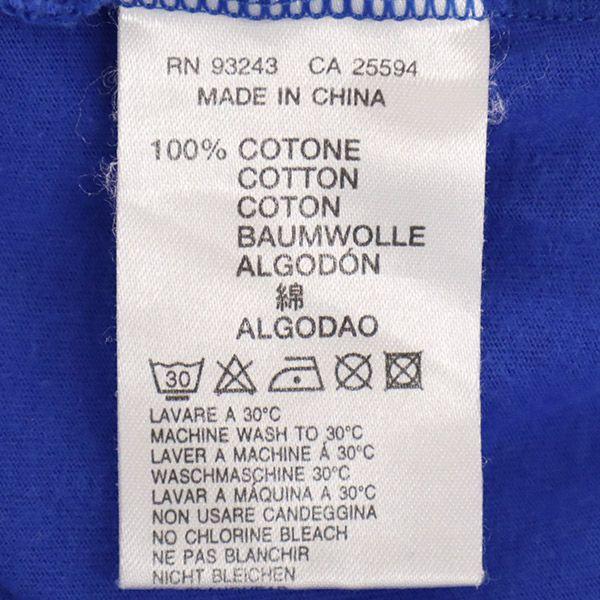 RN 93243 CA 25594
MADE IN CHINA
100% COTONE
COTTON
COTON
BAUMWOLLE
ALGODÓN
綿
ALGODAO
30
LAVARE A 30°C
MACHINE WASH TO 30°C
LAVER A MACHINE À 30°C
WASCHMASCHINE 30°C
LAVAR A MÁQUINA A 30°C
NON USARE CANDEGGINA
NO CHLORINE BLEACH
NE PAS BLANCHIR
NICHT BLEICHEN